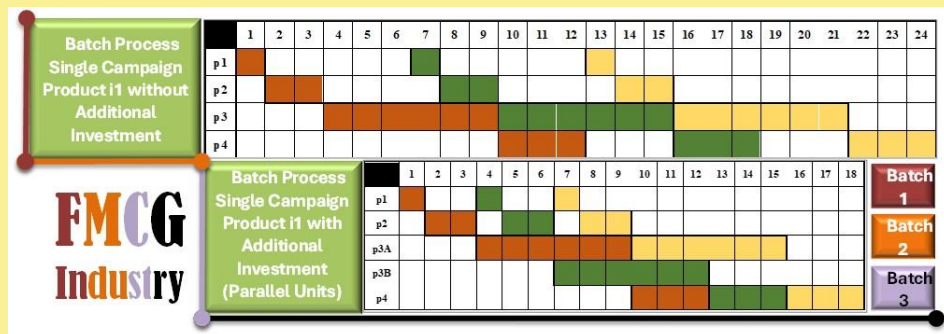 Batch Process
Single Campaign
Product i1 without
Additional
Investment
1 2 3 4 5 6 7 8 9 10 11 12 13 14 15 16 17 18 19 20 21 22 23 24
p1
p2
p3
p4
FMCG
Industry
Batch Process
Single Campaign
Product i1 with
Additional
Investment
(Parallel Units)
1 2 3 4 5 6 7 8 9 10 11 12 13 14 15 16 17 18
p1
p2
p3A
p3B
p4
Batch
1
Batch
2
Batch
3